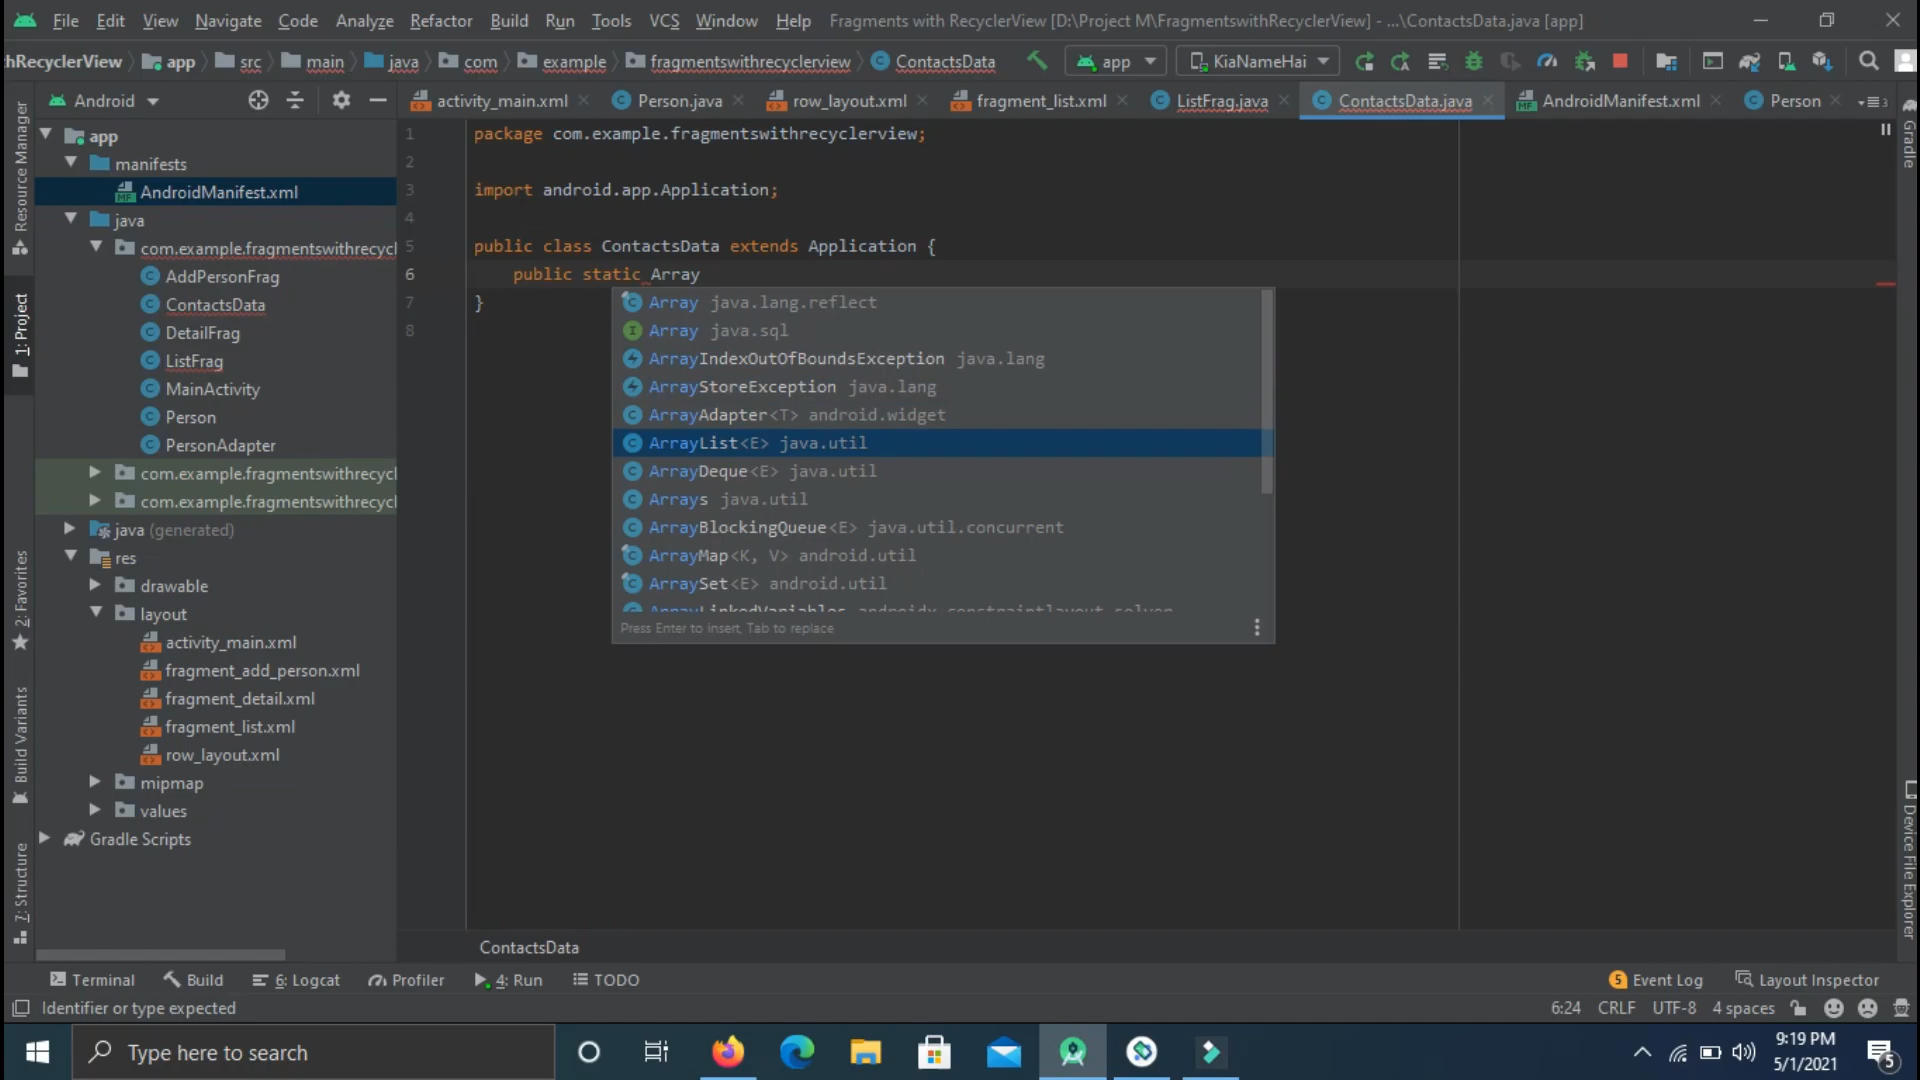 File Edit View Navigate Code Analyze Refactor Build Run Tools VCS Window Help Fragments with RecyclerView [D:\Project M\FragmentswithRecyclerView] - ...\ContactsData.java [app]
hRecyclerView app src main java com example fragmentswithrecyclerview ContactsData app KiaNameHai
Android activity_main.xml Person.java row_layout.xml fragment_list.xml ListFrag.java ContactsData.java AndroidManifest.xml Person
Resource Manager
1: Project
2: Favorites
Build Variants
7: Structure
app
manifests
AndroidManifest.xml
java
com.example.fragmentswithrecycl
AddPersonFrag
ContactsData
DetailFrag
ListFrag
MainActivity
Person
PersonAdapter
com.example.fragmentswithrecycl
com.example.fragmentswithrecycl
java (generated)
res
drawable
layout
activity_main.xml
fragment_add_person.xml
fragment_detail.xml
fragment_list.xml
row_layout.xml
mipmap
values
Gradle Scripts
1 package com.example.fragmentswithrecyclerview;
2
3 import android.app.Application;
4
5 public class ContactsData extends Application {
6 public static Array
7 }
8
Array java.lang.reflect
Array java.sql
ArrayIndexOutOfBoundsException java.lang
ArrayStoreException java.lang
ArrayAdapter<T> android.widget
ArrayList<E> java.util
ArrayDeque<E> java.util
Arrays java.util
ArrayBlockingQueue<E> java.util.concurrent
ArrayMap<K, V> android.util
ArraySet<E> android.util
ArrayLinkedVariables androidx.constraintlayout.solver
Press Enter to insert, Tab to replace
Gradle
Device File Explorer
ContactsData
Terminal Build 6: Logcat Profiler 4: Run TODO 5 Event Log Layout Inspector
Identifier or type expected 6:24 CRLF UTF-8 4 spaces
Type here to search 9:19 PM
5/1/2021 5